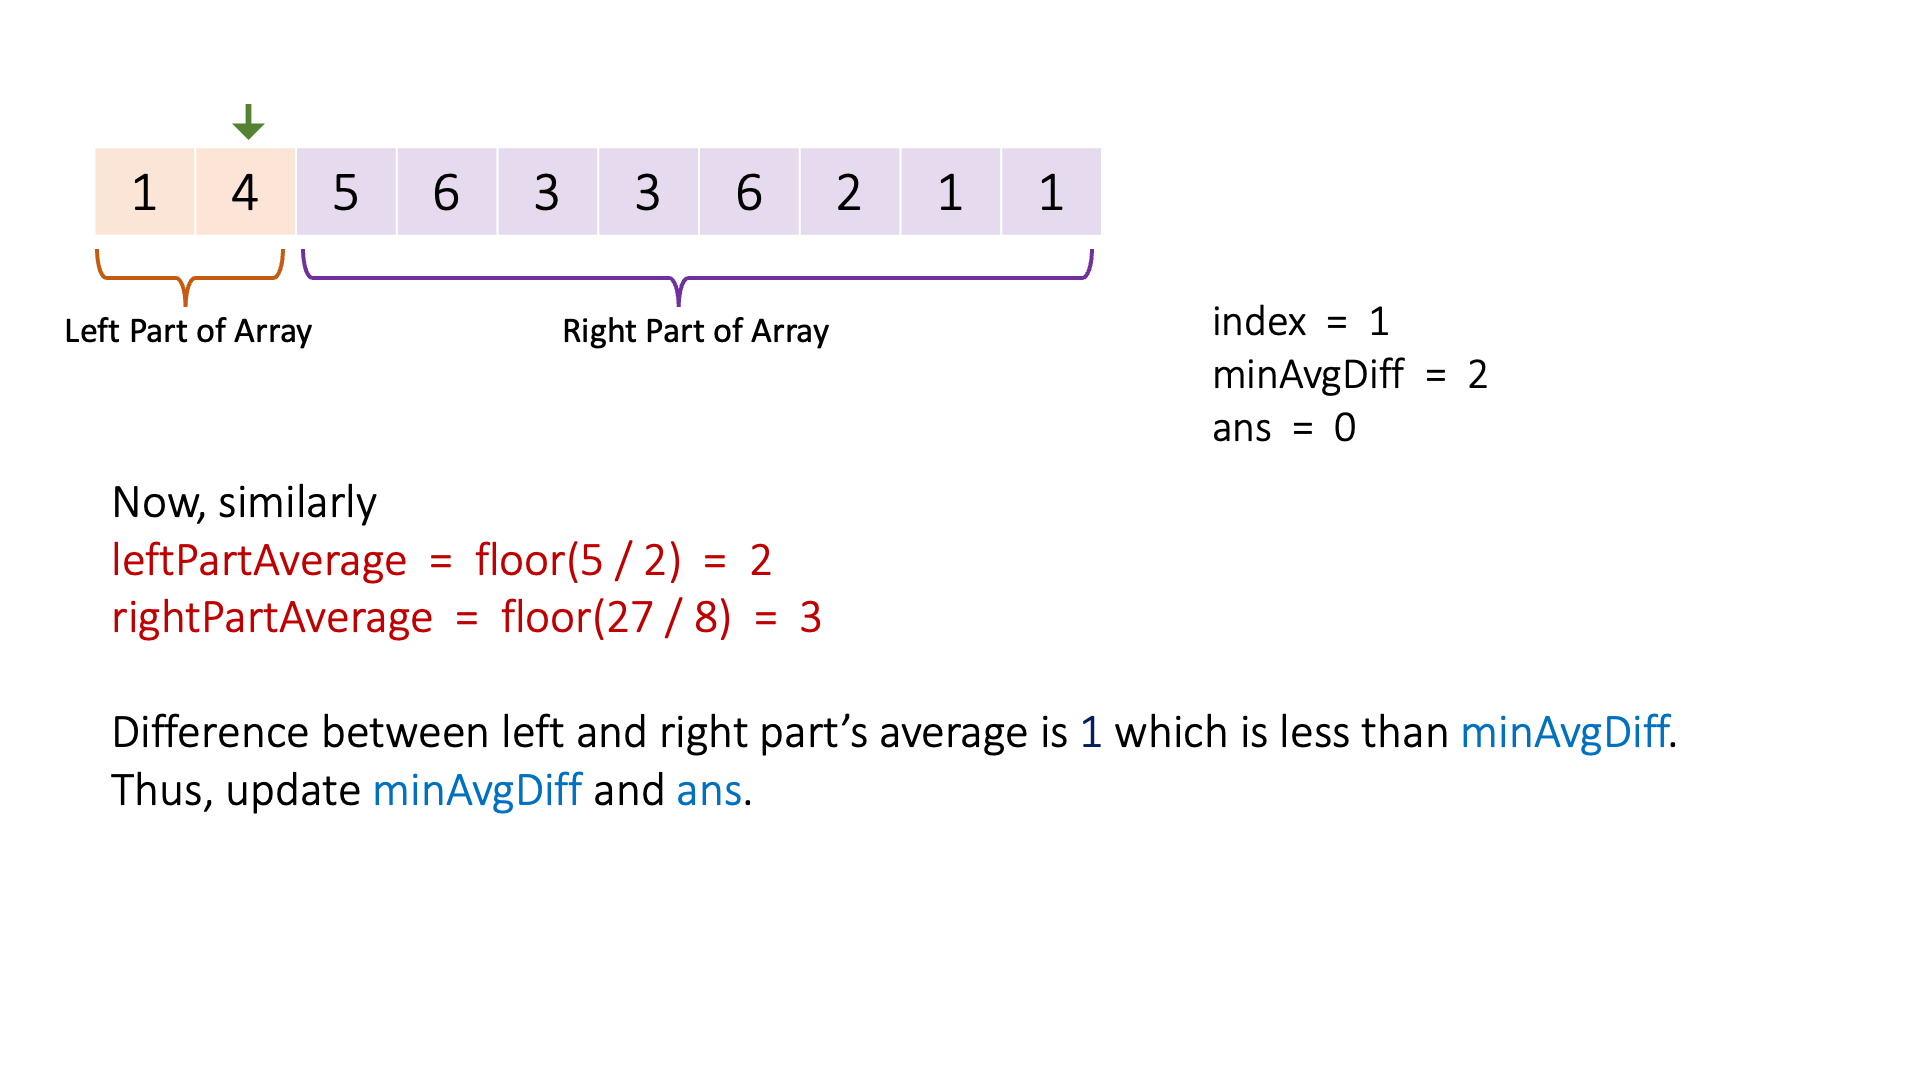 1 4 5 6 3 3 6 2 1 1
Left Part of Array
Right Part of Array
index = 1
minAvgDiff = 2
ans = 0
Now, similarly
leftPartAverage = floor(5 / 2) = 2
rightPartAverage = floor(27 / 8) = 3
Difference between left and right part’s average is 1 which is less than minAvgDiff.
Thus, update minAvgDiff and ans.